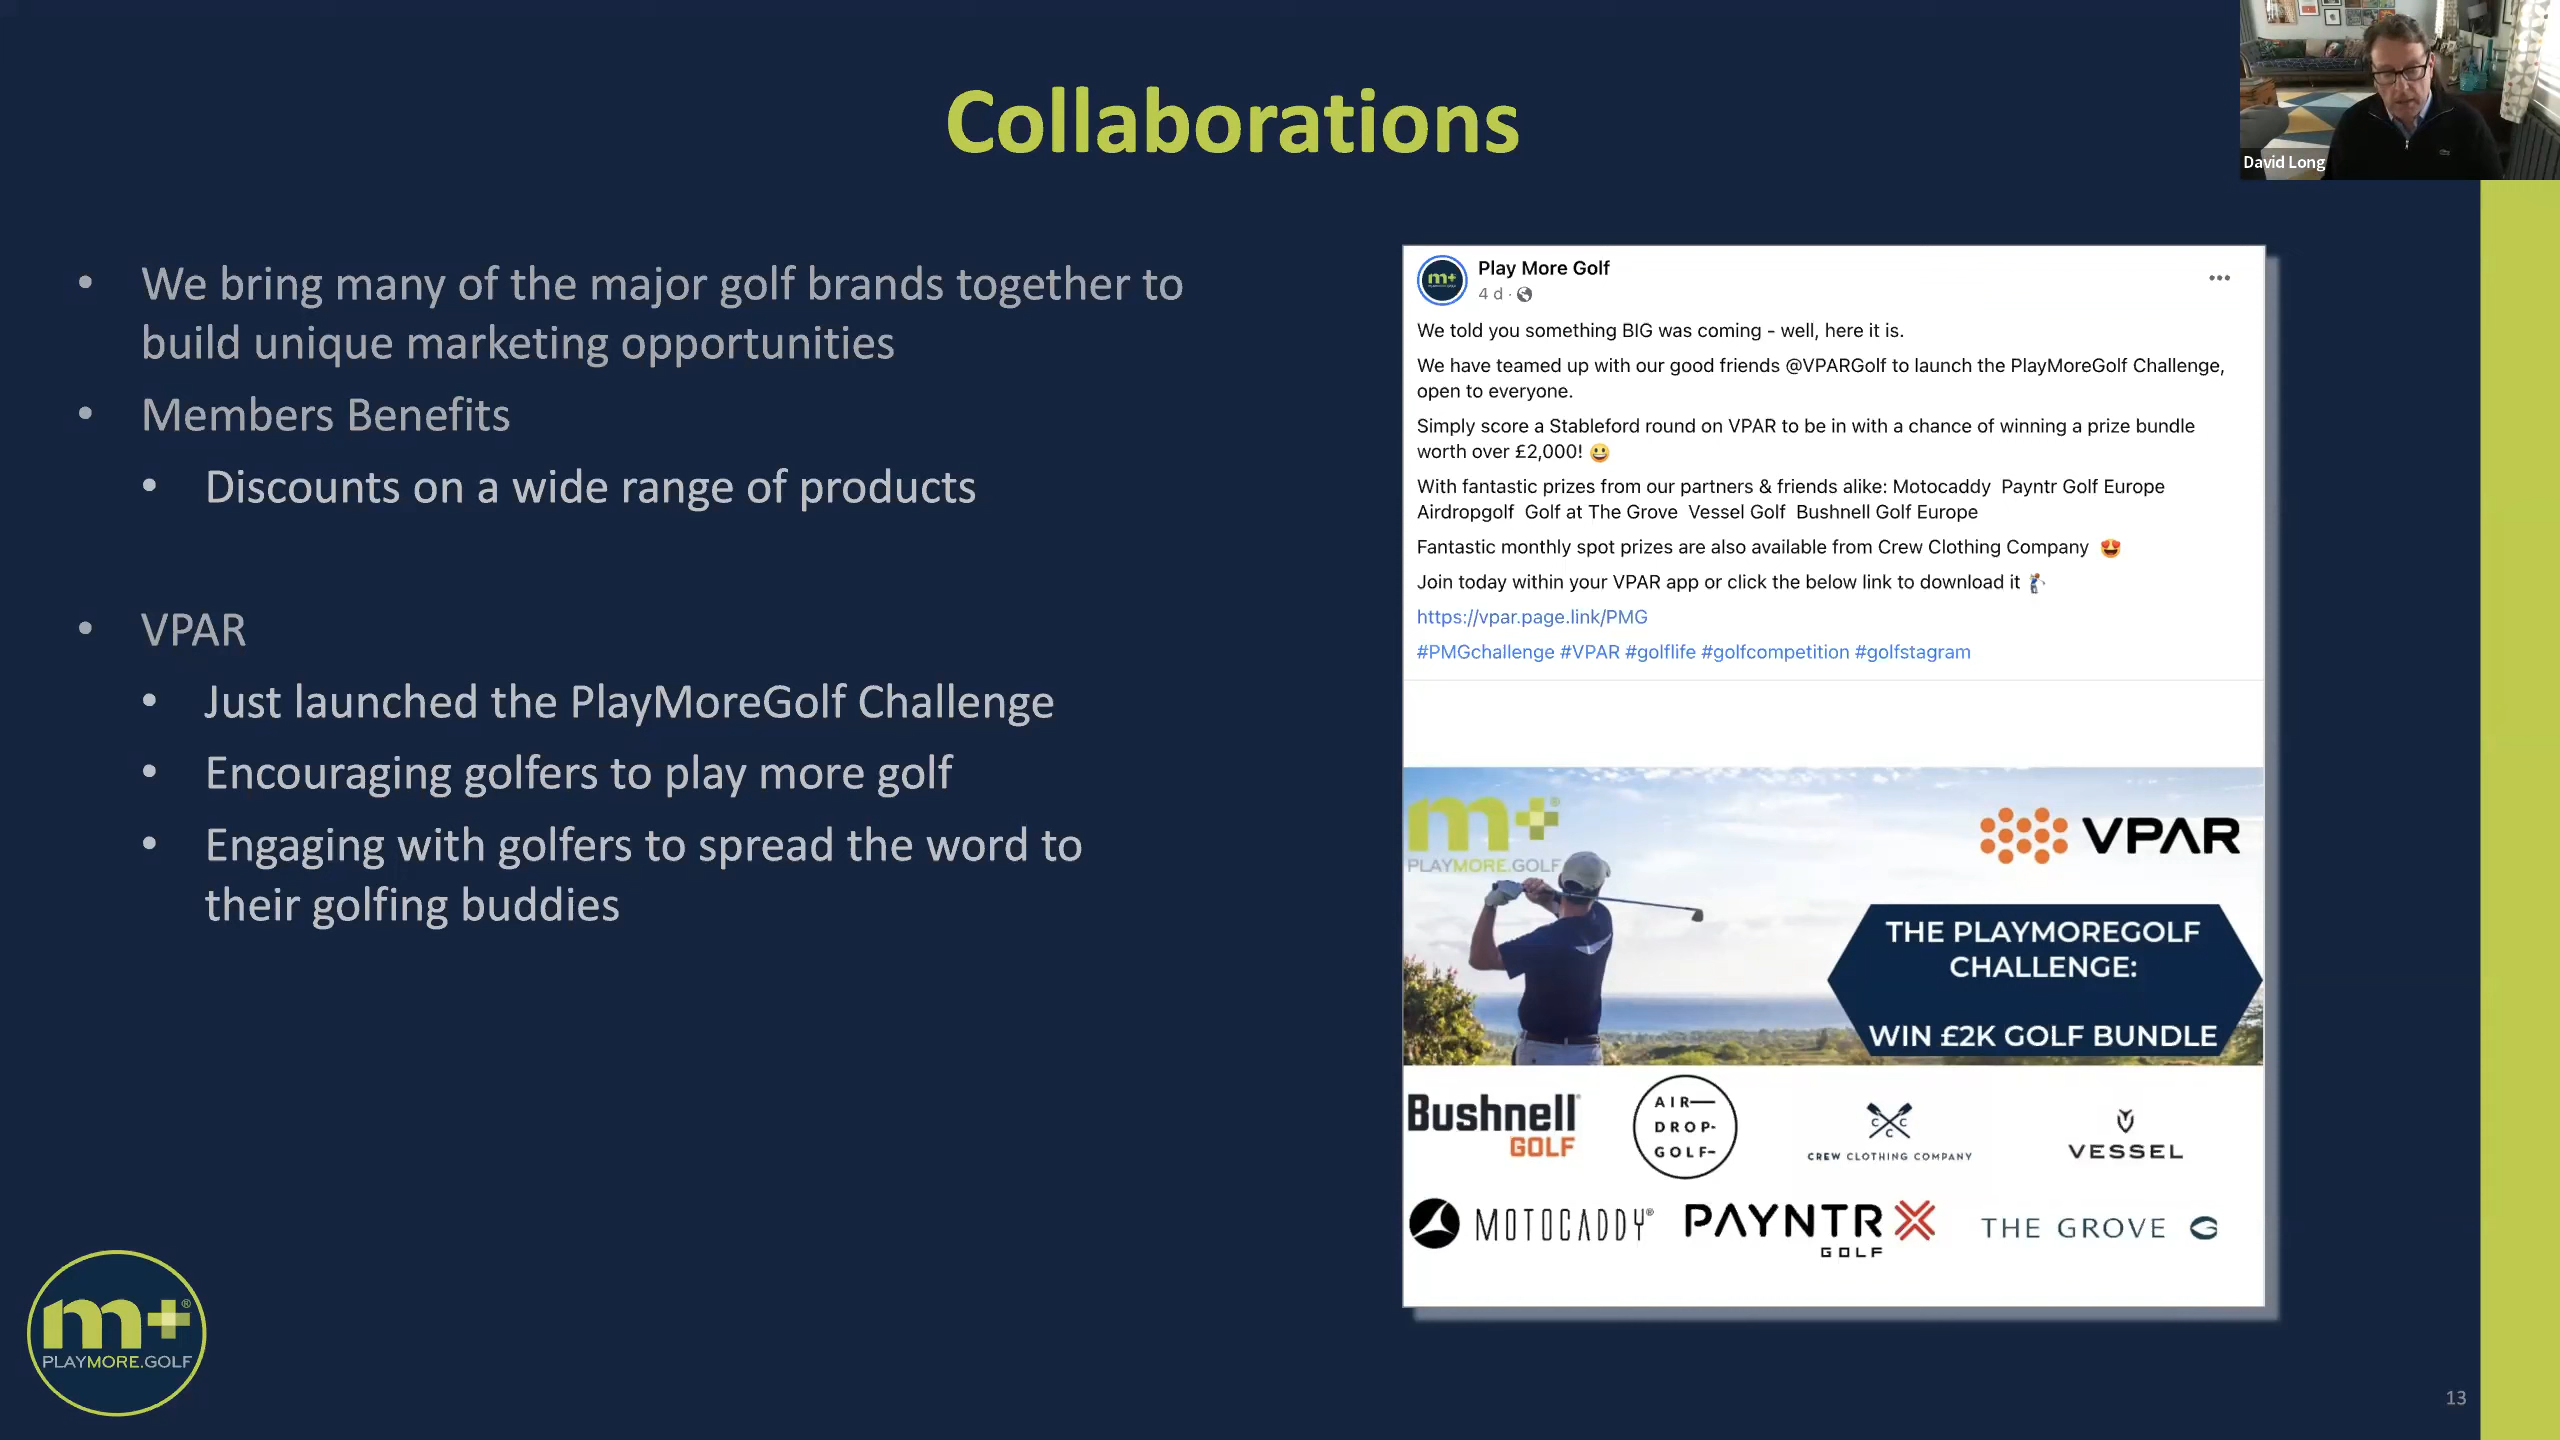 Collaborations
David Long
• We bring many of the major golf brands together to
build unique marketing opportunities
• Members Benefits
• Discounts on a wide range of products
• VPAR
• Just launched the PlayMoreGolf Challenge
• Encouraging golfers to play more golf
• Engaging with golfers to spread the word to
their golfing buddies
m+
Play More Golf
4 d ·
We told you something BIG was coming - well, here it is.
We have teamed up with our good friends @VPARGolf to launch the PlayMoreGolf Challenge,
open to everyone.
Simply score a Stableford round on VPAR to be in with a chance of winning a prize bundle
worth over £2,000! 😀
With fantastic prizes from our partners & friends alike: Motocaddy Payntr Golf Europe
Airdropgolf Golf at The Grove Vessel Golf Bushnell Golf Europe
Fantastic monthly spot prizes are also available from Crew Clothing Company 😍
Join today within your VPAR app or click the below link to download it 🏌
https://vpar.page.link/PMG
#PMGchallenge #VPAR #golflife #golfcompetition #golfstagram
m+®
PLAYMORE.GOLF
VPAR
THE PLAYMOREGOLF
CHALLENGE:
WIN £2K GOLF BUNDLE
Bushnell
GOLF
AIR—
DROP-
GOLF–
C C
C
CREW CLOTHING COMPANY
VESSEL
MOTOCADDY®
PAYNTR
GOLF
THE GROVE
m+®
PLAYMORE.GOLF
13